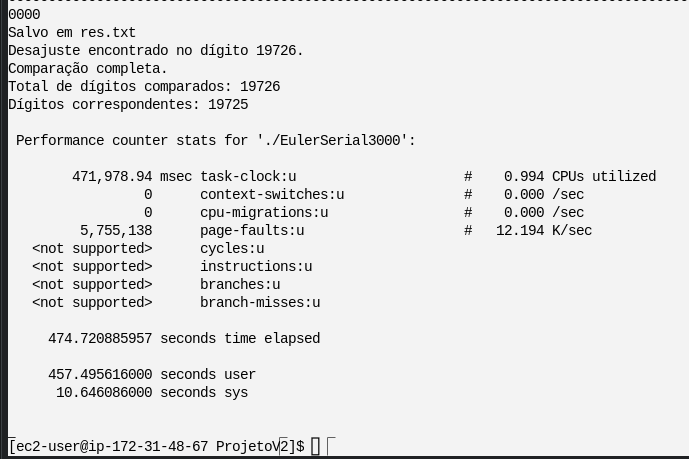 0000
Salvo em res.txt
Desajuste encontrado no dígito 19726.
Comparação completa.
Total de dígitos comparados: 19726
Dígitos correspondentes: 19725
Performance counter stats for './EulerSerial3000':
471,978.94 msec task-clock:u # 0.994 CPUs utilized
0 context-switches:u # 0.000 /sec
0 cpu-migrations:u # 0.000 /sec
5,755,138 page-faults:u # 12.194 K/sec
<not supported> cycles:u
<not supported> instructions:u
<not supported> branches:u
<not supported> branch-misses:u
474.720885957 seconds time elapsed
457.495616000 seconds user
10.646086000 seconds sys
[ec2-user@ip-172-31-48-67 ProjetoV2]$